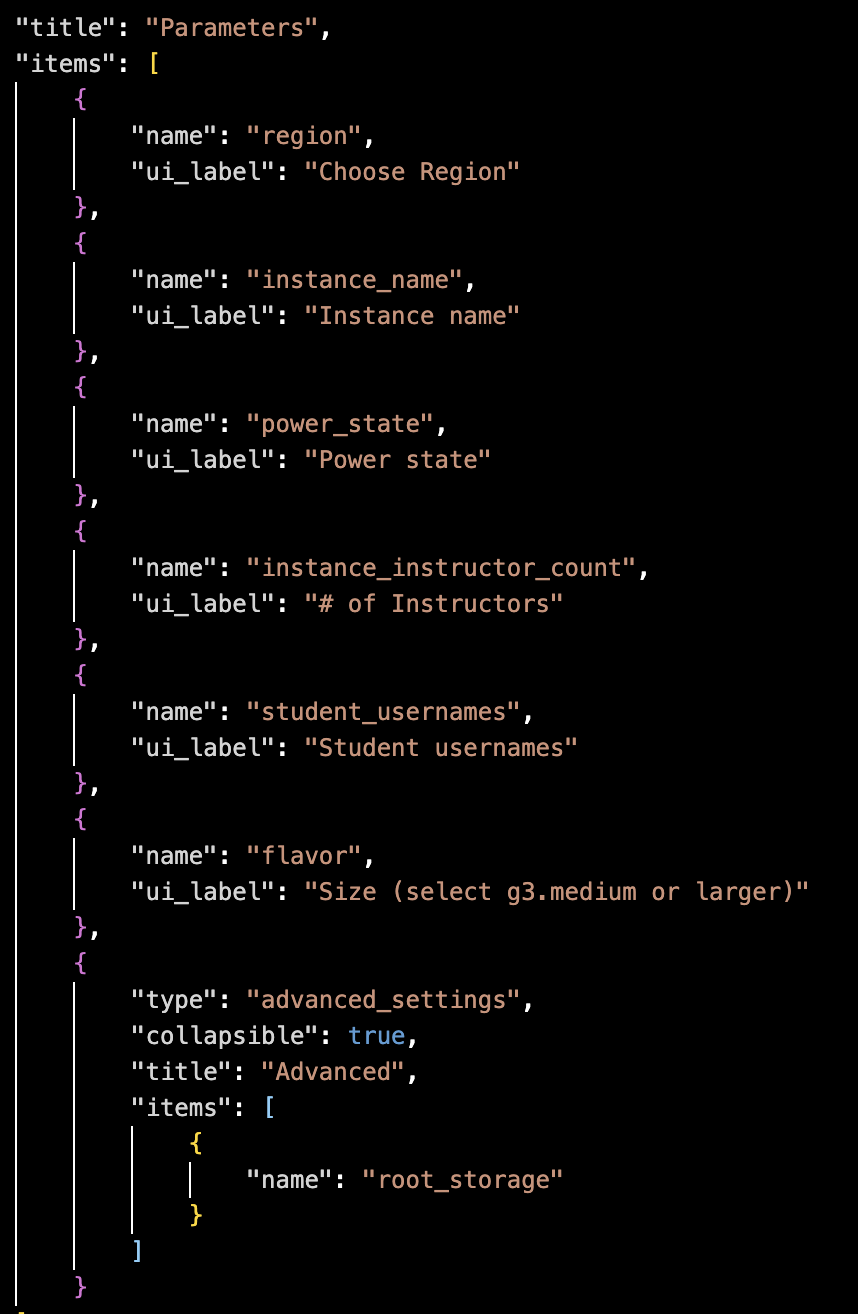 "title": "Parameters",
"items": [
{
"name": "region",
"ui_label": "Choose Region"
},
{
"name": "instance_name",
"ui_label": "Instance name"
},
{
"name": "power_state",
"ui_label": "Power state"
},
{
"name": "instance_instructor_count",
"ui_label": "# of Instructors"
},
{
"name": "student_usernames",
"ui_label": "Student usernames"
},
{
"name": "flavor",
"ui_label": "Size (select g3.medium or larger)"
},
{
"type": "advanced_settings",
"collapsible": true,
"title": "Advanced",
"items": [
{
"name": "root_storage"
}
]
}